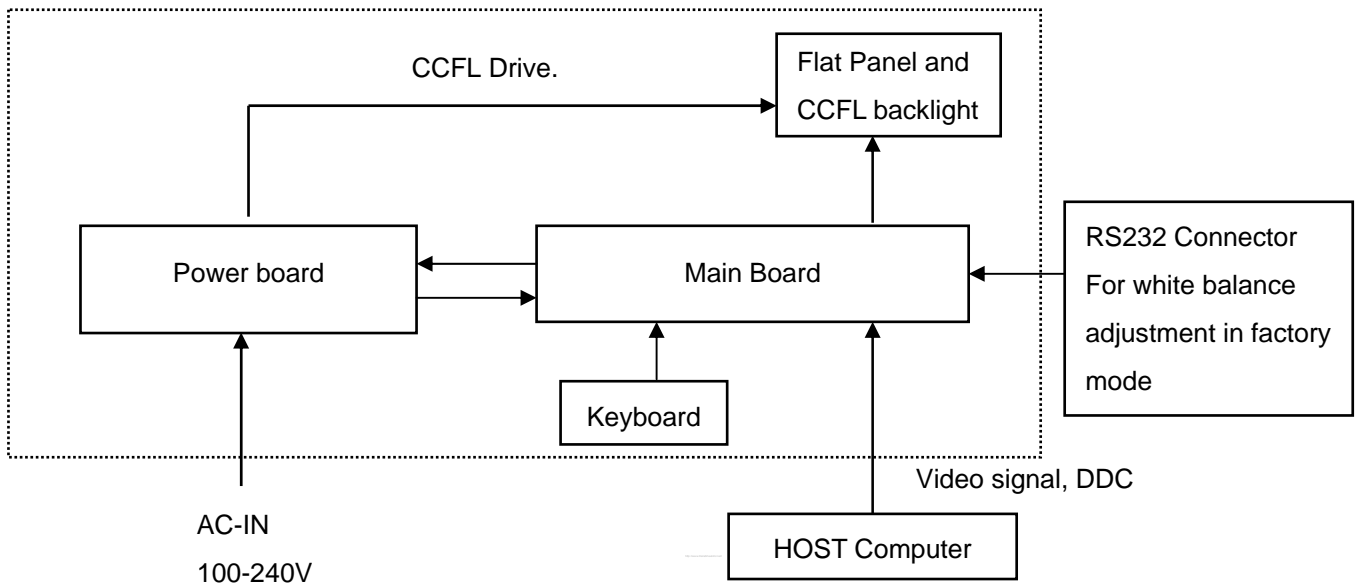 CCFL Drive.
Flat Panel and
CCFL backlight
Power board
Main Board
RS232 Connector
For white balance
adjustment in factory
mode
Keyboard
Video signal, DDC
AC-IN
100-240V
HOST Computer